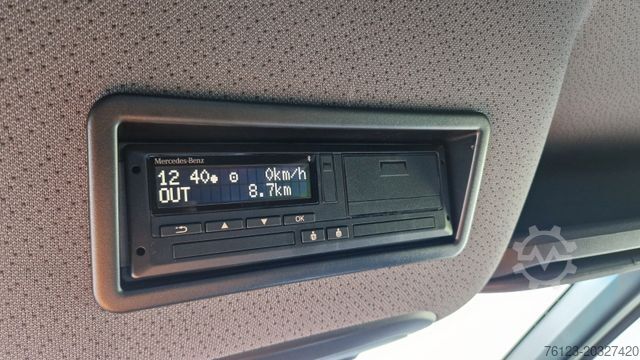 Mercedes-Benz
12 40 0km/h
OUT 8.7km
OK
76123-20327420